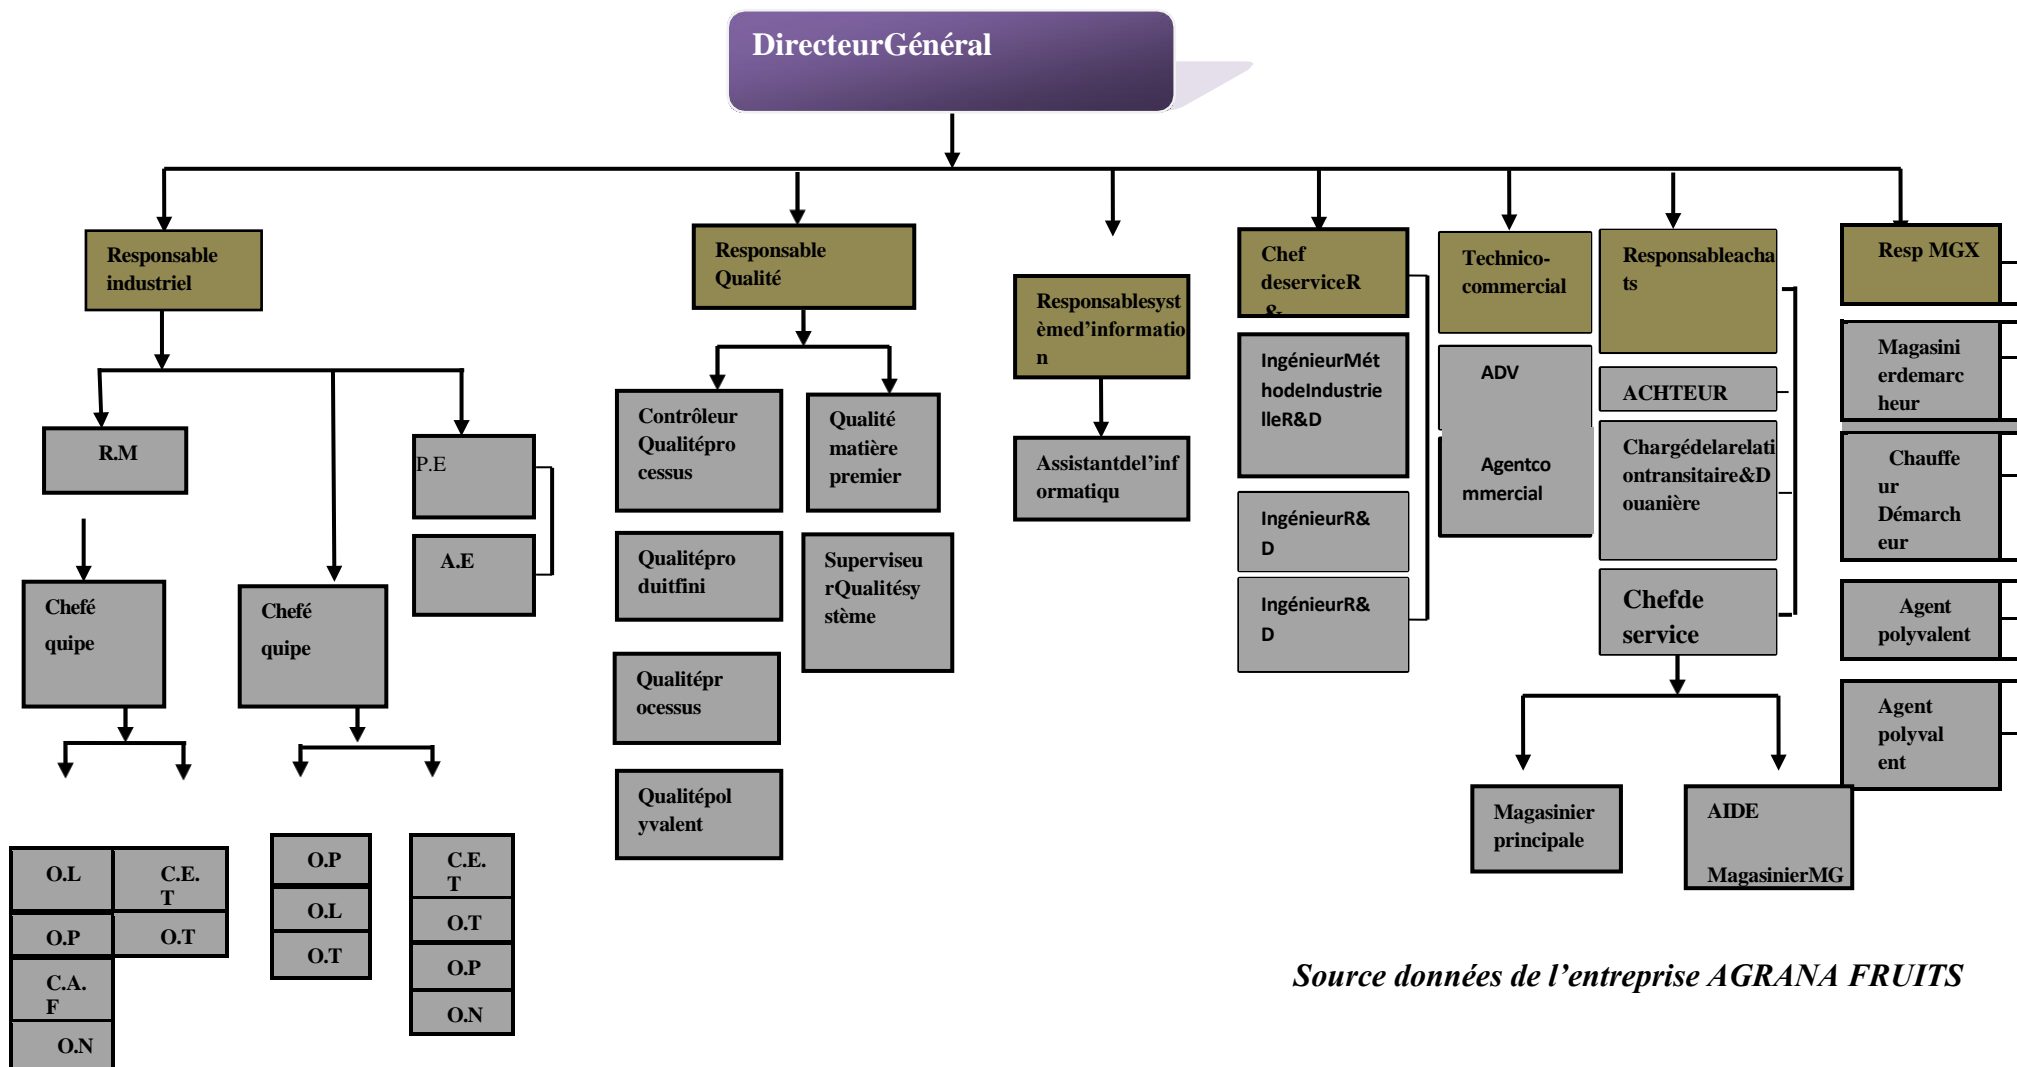 DirecteurGénéral
Responsable
industriel
Responsable
Qualité
Responsablesyst
èmed’informatio
n
Chef
deserviceR
&
Technico-
commercial
Responsableacha
ts
Resp MGX
R.M
P.E
A.E
Chefé
quipe
Chefé
quipe
O.L
C.E.
T
O.P
O.T
C.A.
F
O.N
O.P
O.L
O.T
C.E.
T
O.T
O.P
O.N
Contrôleur
Qualitépro
cessus
Qualité
matière
premier
Qualitépro
duitfini
Superviseu
rQualitésy
stème
Qualitépr
ocessus
Qualitépol
yvalent
Assistantdel’inf
ormatiqu
IngénieurMét
hodeIndustrie
lleR&D
IngénieurR&
D
IngénieurR&
D
ADV
Agentco
mmercial
ACHTEUR
Chargédelarelati
ontransitaire&D
ouanière
Chefde
service
Magasinier
principale
AIDE
MagasinierMG
Magasini
erdemarc
heur
Chauffe
ur
Démarch
eur
Agent
polyvalent
Agent
polyval
ent
Source données de l’entreprise AGRANA FRUITS